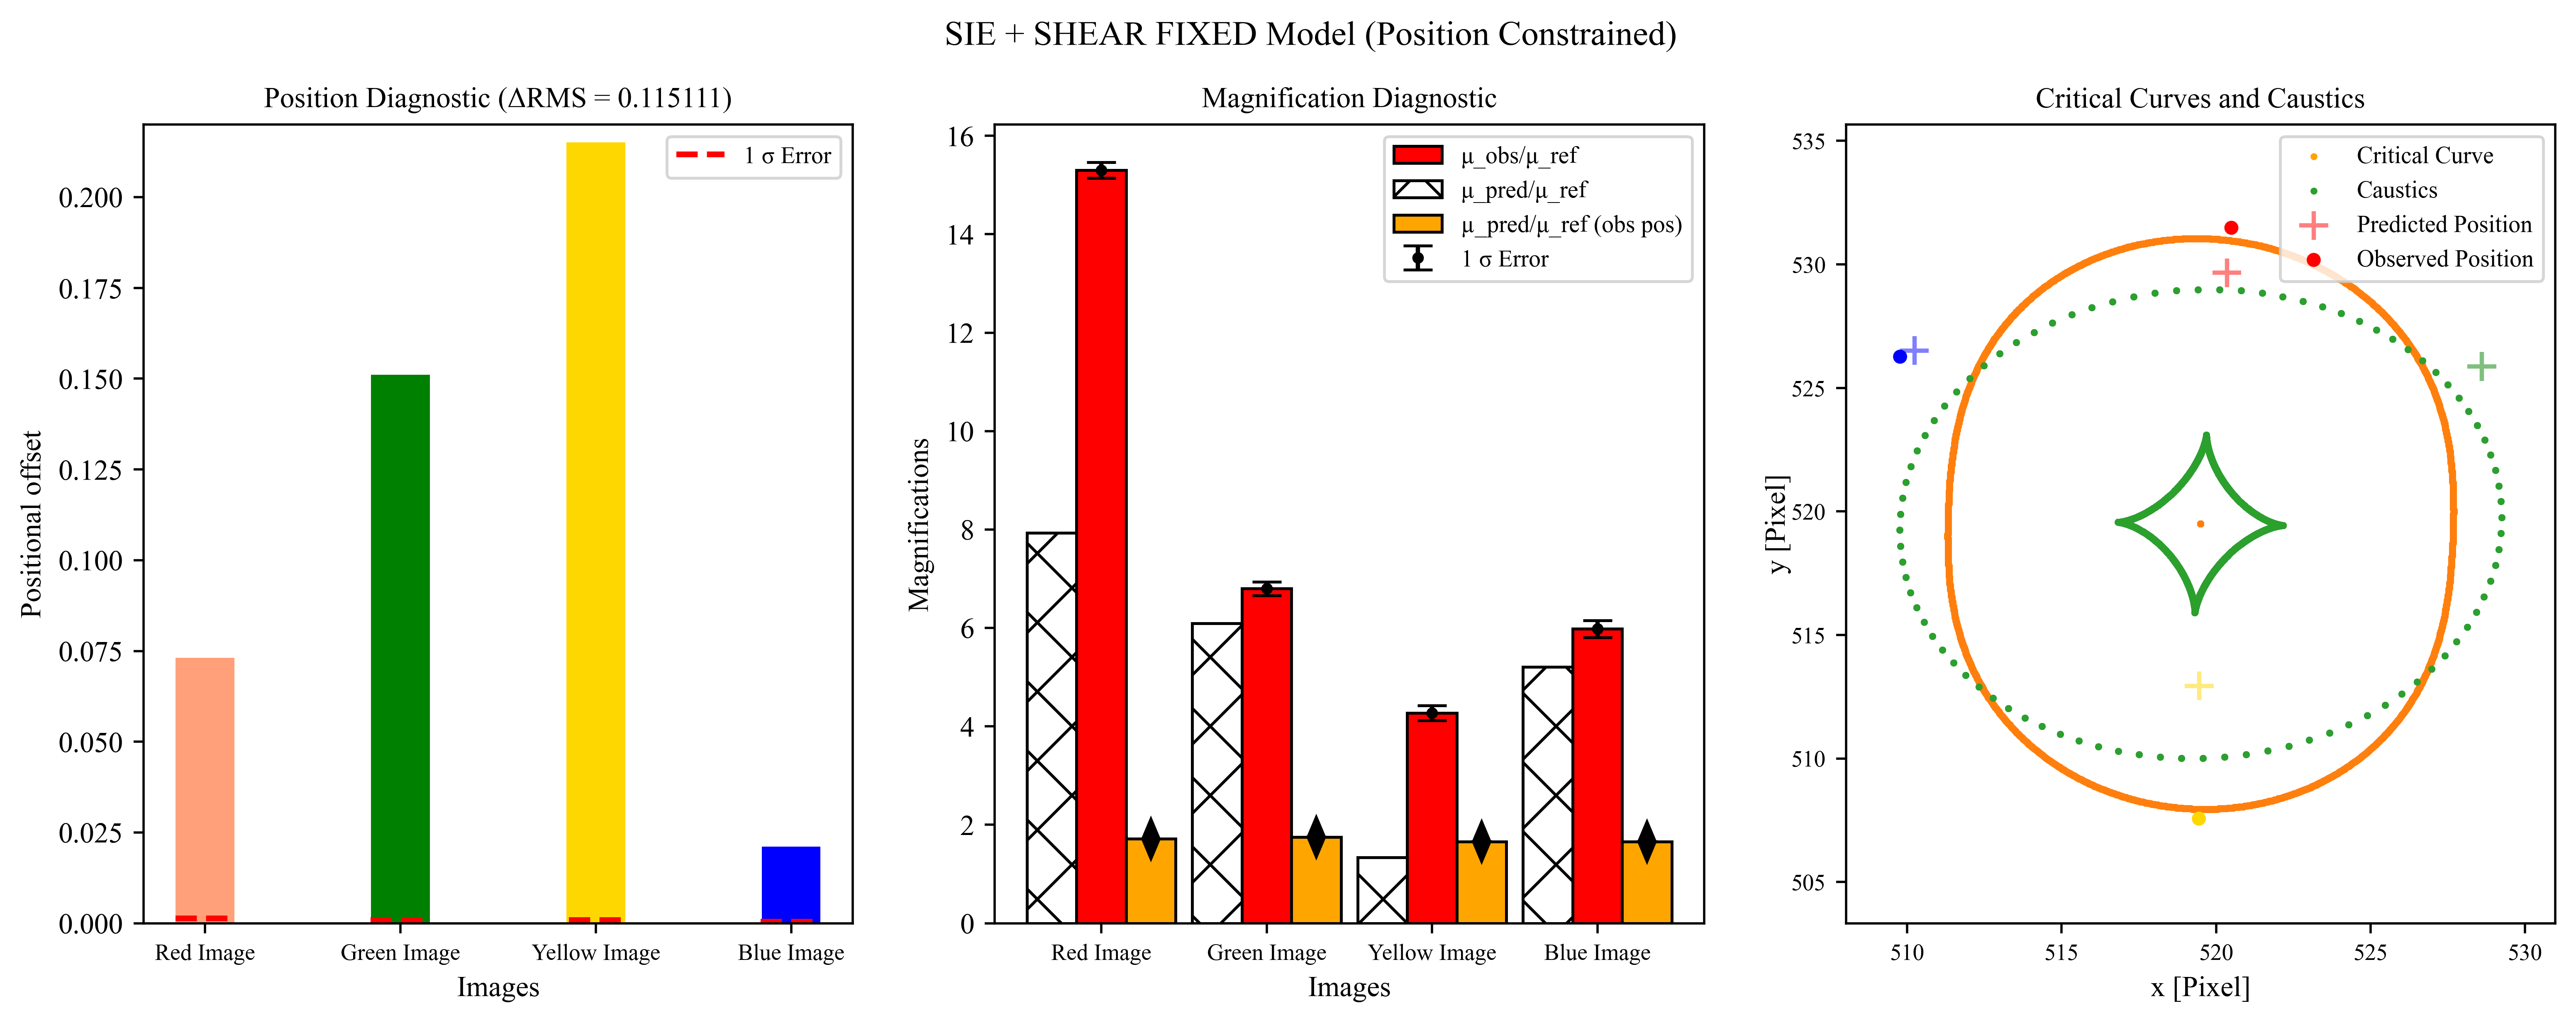 SIE + SHEAR FIXED Model (Position Constrained)
Position Diagnostic (ΔRMS = 0.115111)
1 σ Error
0.200
0.175
0.150
0.125
0.100
0.075
0.050
0.025
0.000
Positional offset
Red Image
Green Image
Yellow Image
Blue Image
Images
Magnification Diagnostic
μ_obs/μ_ref
μ_pred/μ_ref
μ_pred/μ_ref (obs pos)
1 σ Error
16
14
12
10
8
6
4
2
0
Magnifications
Red Image
Green Image
Yellow Image
Blue Image
Images
Critical Curves and Caustics
Critical Curve
Caustics
Predicted Position
Observed Position
535
530
525
520
515
510
505
y [Pixel]
510
515
520
525
530
x [Pixel]